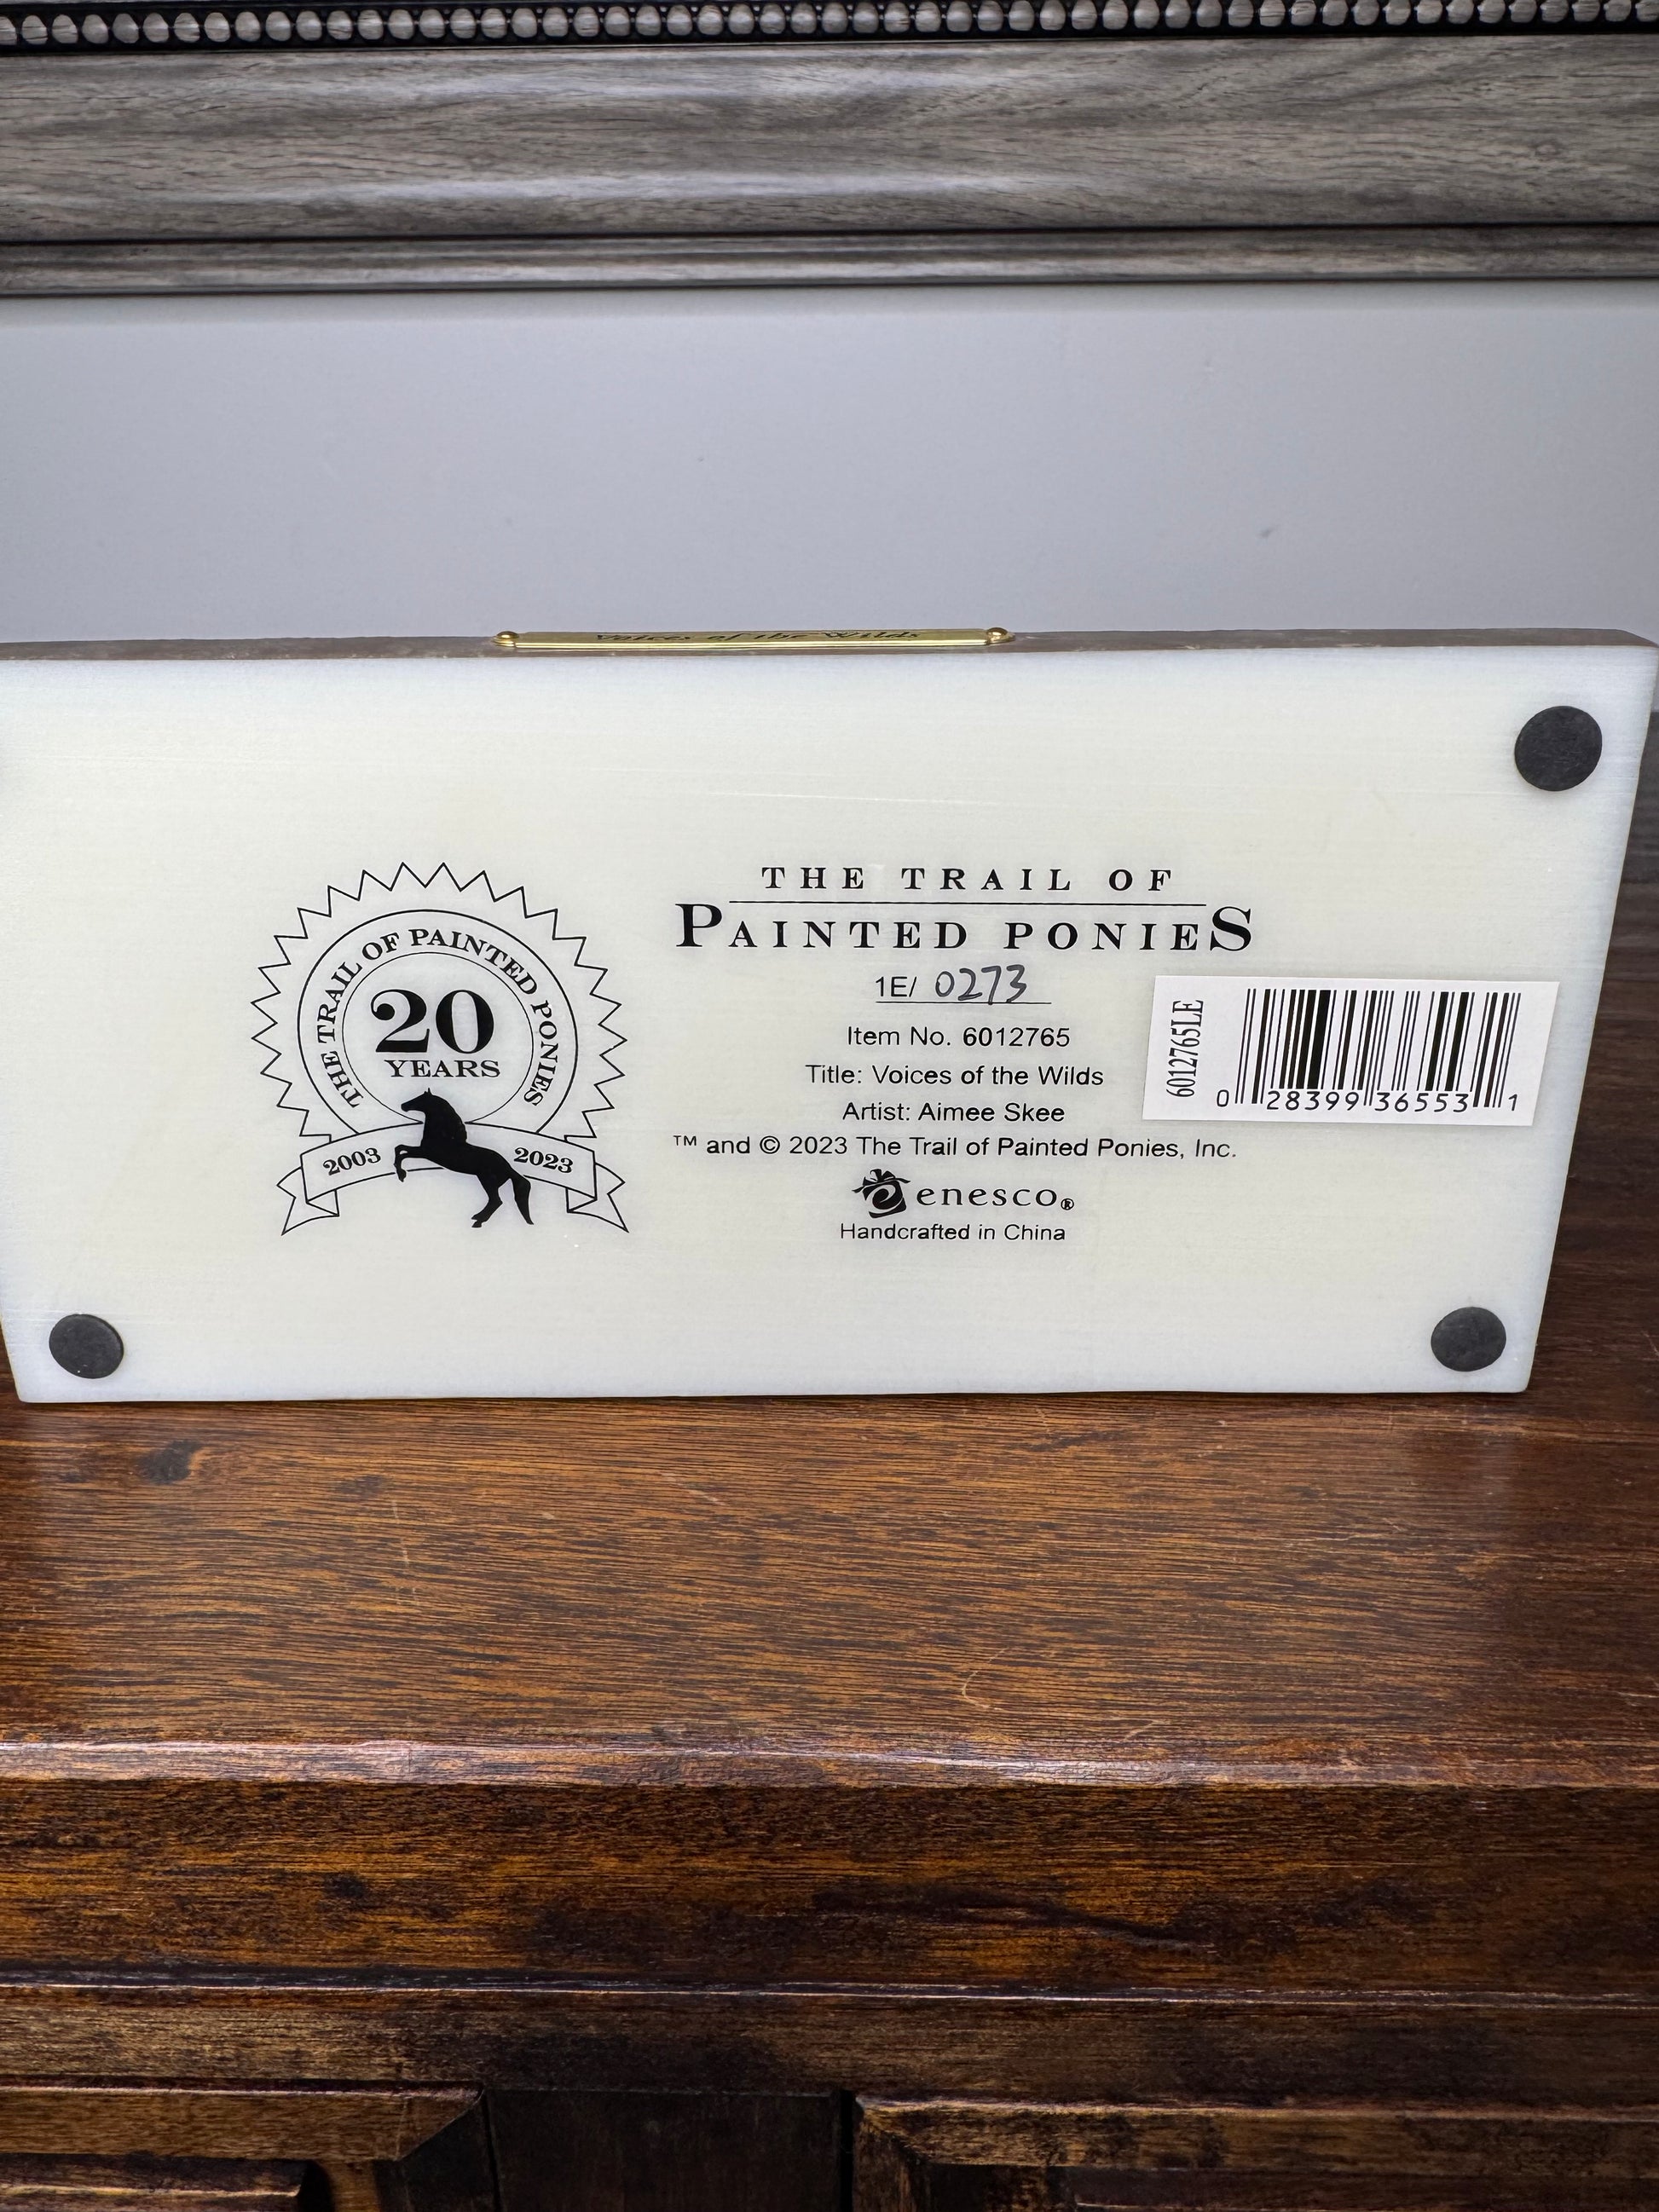 Voices of the Wilds
THE TRAIL OF PAINTED PONIES
20
YEARS
2003 2023
THE TRAIL OF
PAINTED PONIES
1E/ 0273
Item No. 6012765
Title: Voices of the Wilds
Artist: Aimee Skee
™ and © 2023 The Trail of Painted Ponies, Inc.
enesco®
Handcrafted in China
6012765LE
0 28399 36553 1